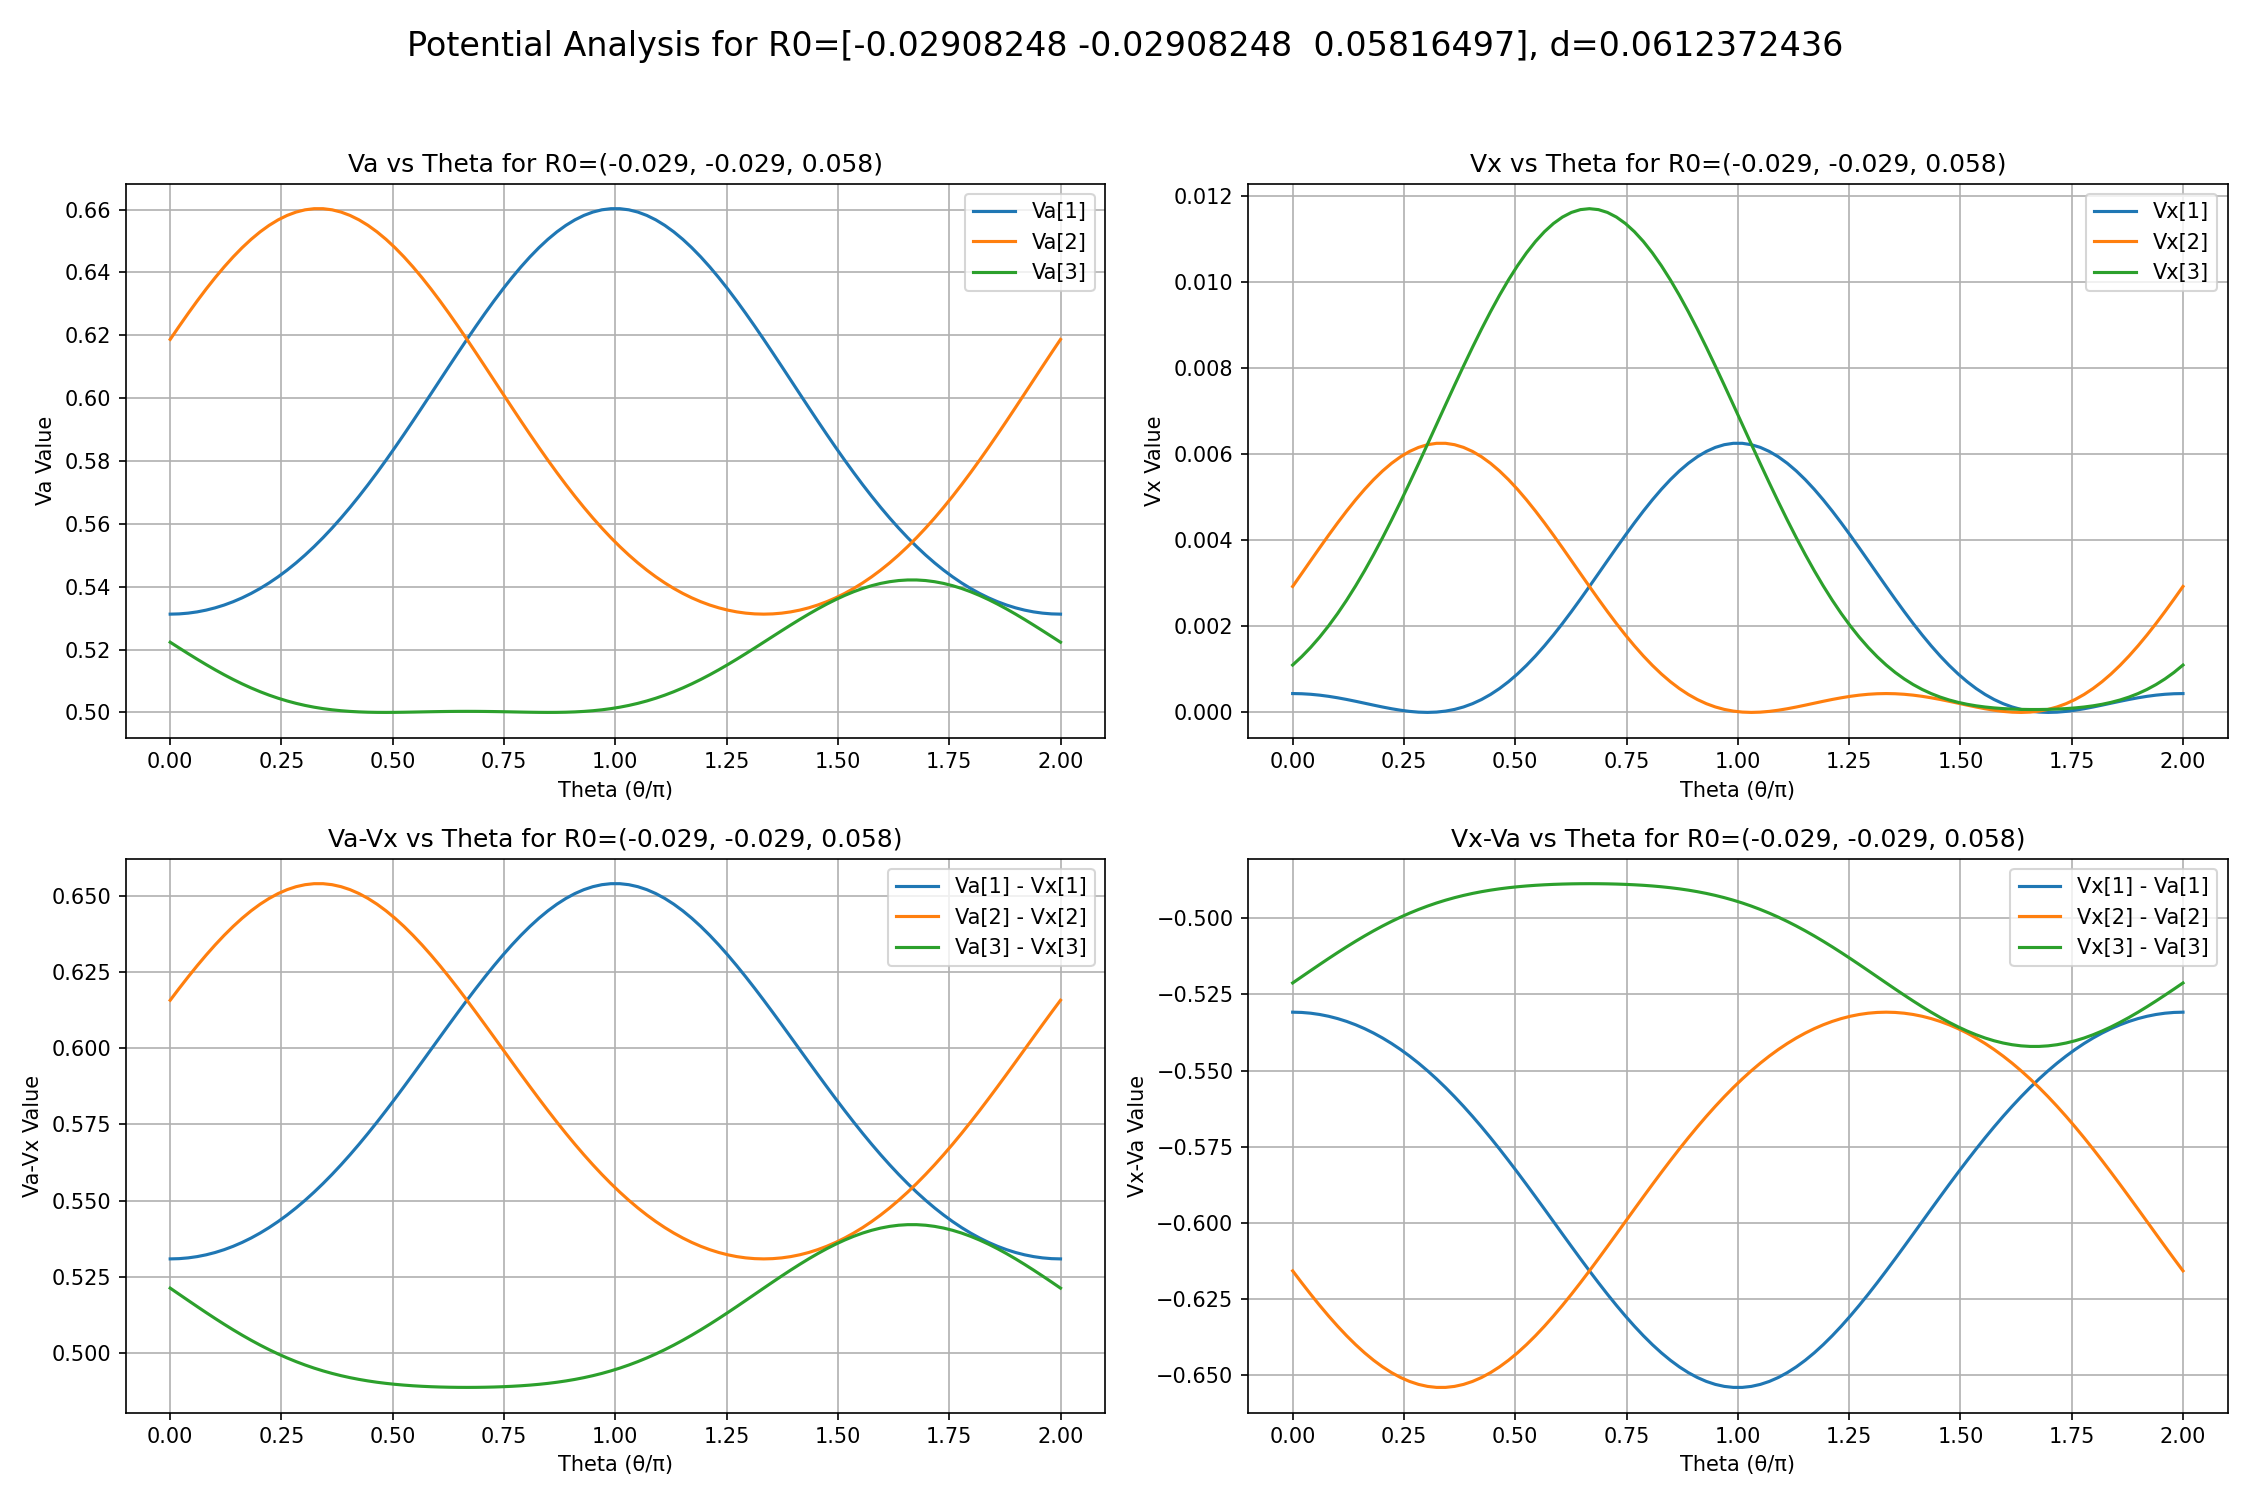 Potential Analysis for R0=[-0.02908248 -0.02908248  0.05816497], d=0.0612372436
Va vs Theta for R0=(-0.029, -0.029, 0.058)
Va Value
0.66
0.64
0.62
0.60
0.58
0.56
0.54
0.52
0.50
Va[1]
Va[2]
Va[3]
0.00 0.25 0.50 0.75 1.00 1.25 1.50 1.75 2.00
Theta (θ/π)
Vx vs Theta for R0=(-0.029, -0.029, 0.058)
Vx Value
0.012
0.010
0.008
0.006
0.004
0.002
0.000
Vx[1]
Vx[2]
Vx[3]
0.00 0.25 0.50 0.75 1.00 1.25 1.50 1.75 2.00
Theta (θ/π)
Va-Vx vs Theta for R0=(-0.029, -0.029, 0.058)
Va-Vx Value
0.650
0.625
0.600
0.575
0.550
0.525
0.500
Va[1] - Vx[1]
Va[2] - Vx[2]
Va[3] - Vx[3]
0.00 0.25 0.50 0.75 1.00 1.25 1.50 1.75 2.00
Theta (θ/π)
Vx-Va vs Theta for R0=(-0.029, -0.029, 0.058)
Vx-Va Value
−0.500
−0.525
−0.550
−0.575
−0.600
−0.625
−0.650
Vx[1] - Va[1]
Vx[2] - Va[2]
Vx[3] - Va[3]
0.00 0.25 0.50 0.75 1.00 1.25 1.50 1.75 2.00
Theta (θ/π)